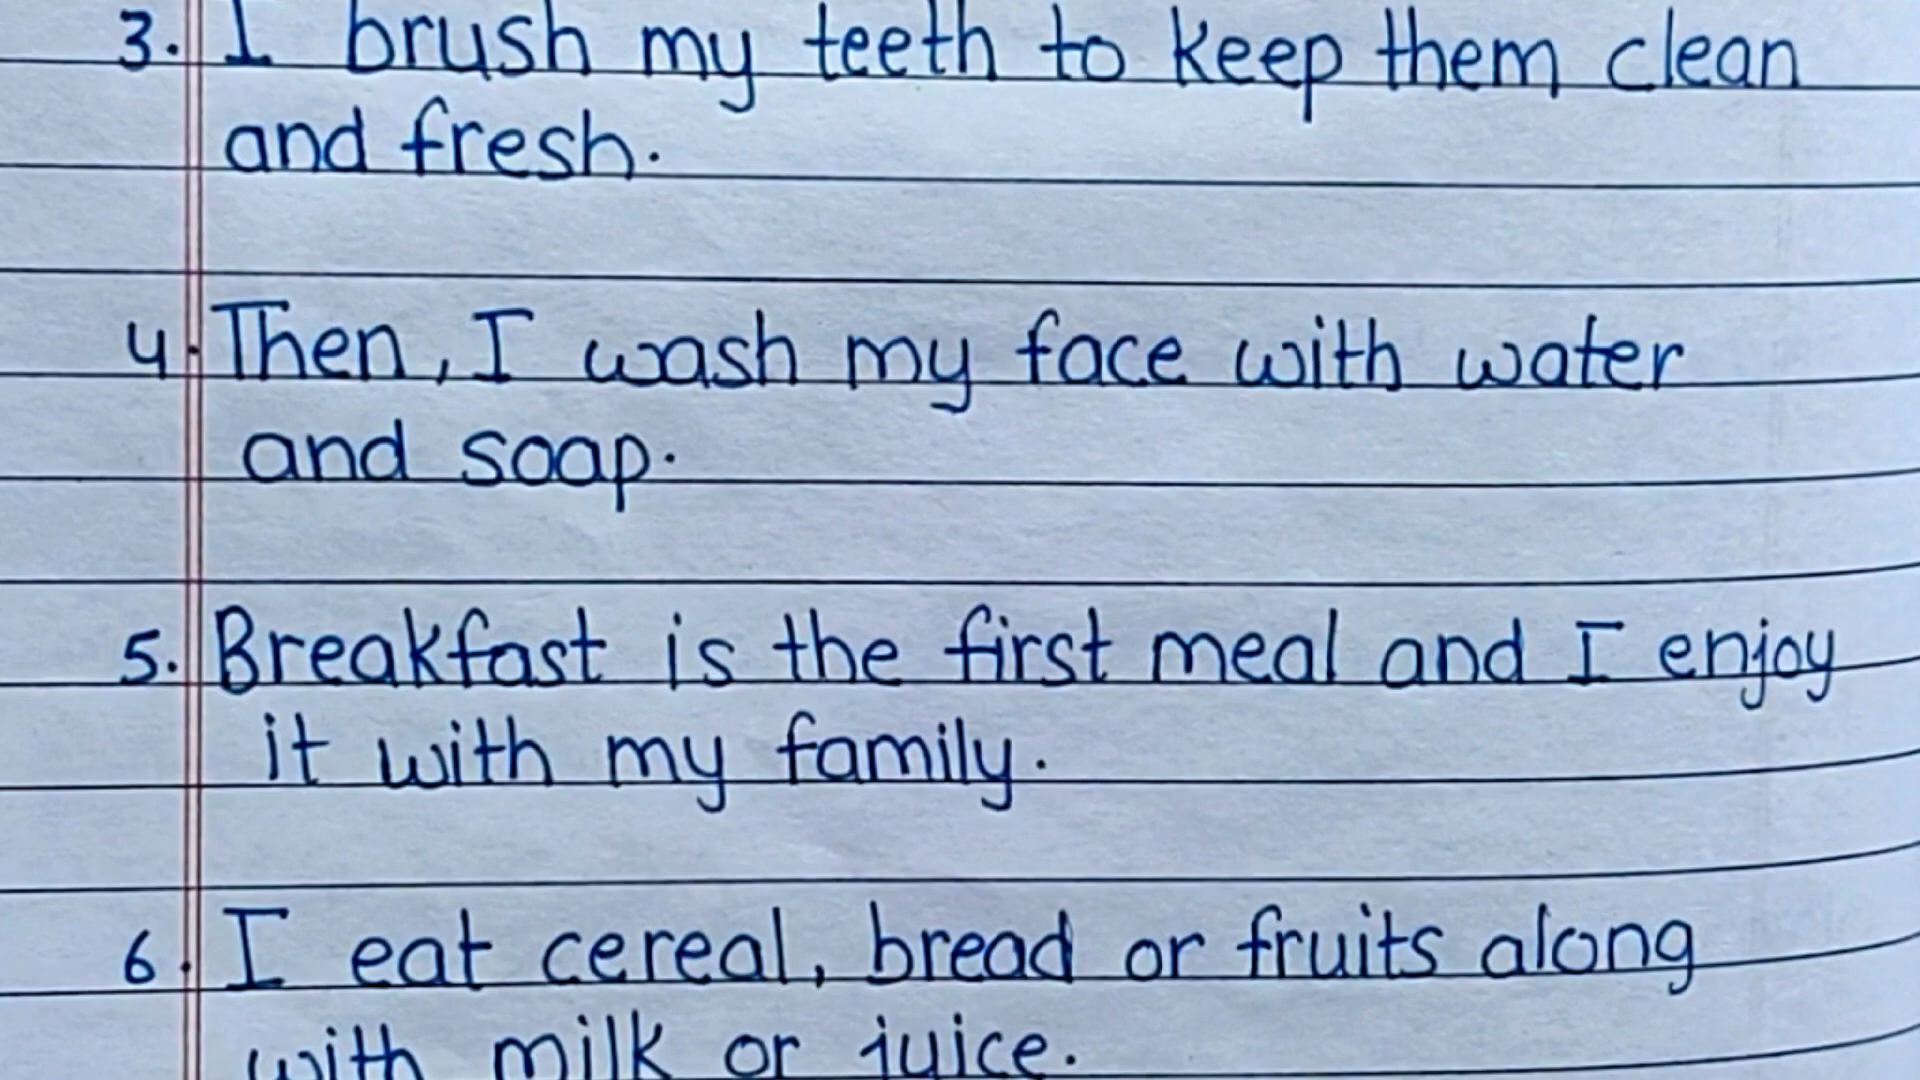 3. I brush my teeth to keep them clean
and fresh.
4. Then, I wash my face with water
and soap.
5. Breakfast is the first meal and I enjoy
it with my family.
6. I eat cereal, bread or fruits along
with milk or juice.